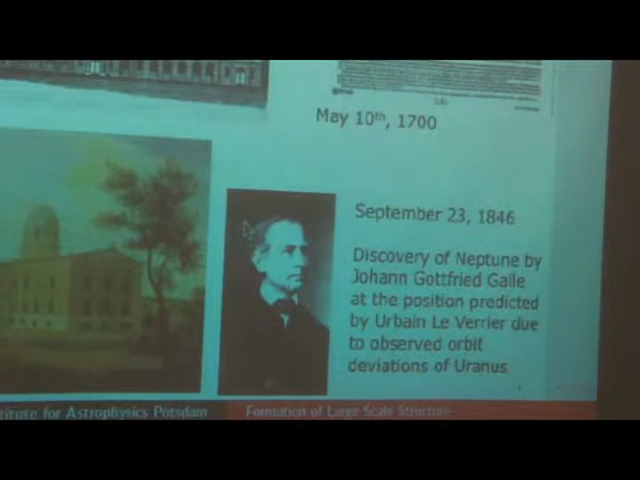 May 10th, 1700
September 23, 1846
Discovery of Neptune by
Johann Gottfried Galle
at the position predicted
by Urbain Le Verrier due
to observed orbit
deviations of Uranus
titute for Astrophysics Potsdam
Formation of Large Scale Structure